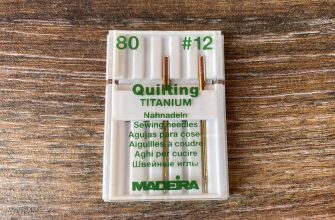 80 #12
Quilting
TITANIUM
Nähnadeln
Sewing needles
Agujas para coser
Aiguilles a coudre
Aghi per cucire
Швейные иглы
MADEIRA